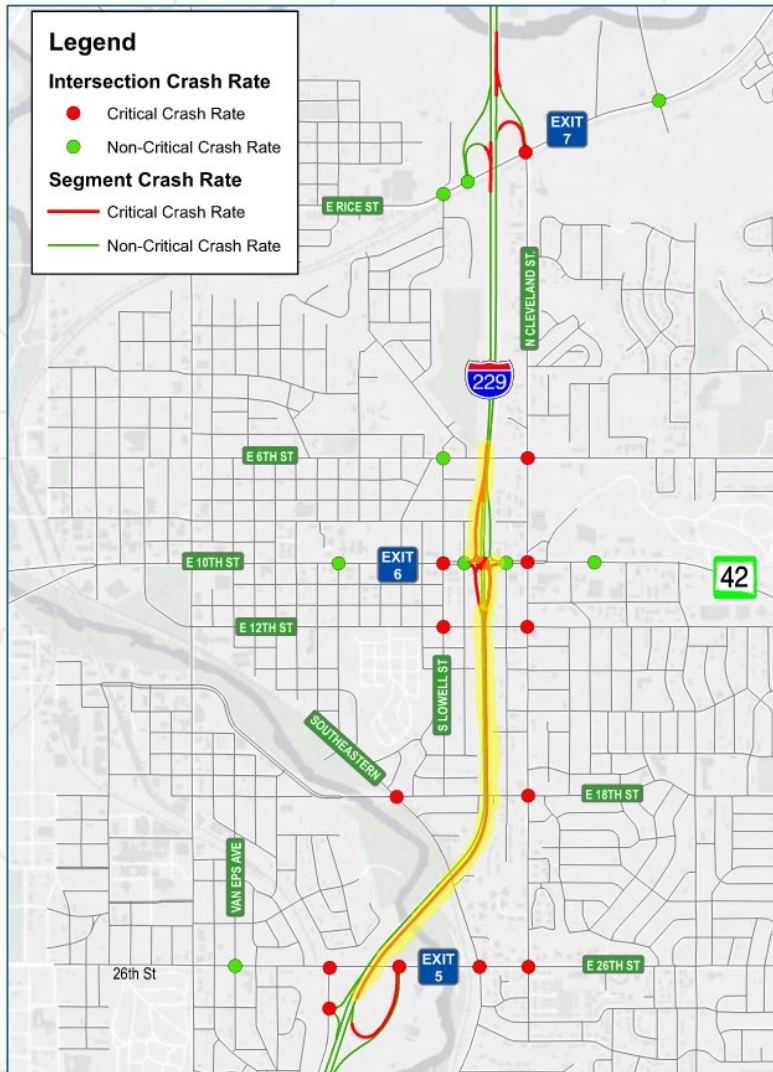 Legend
Intersection Crash Rate
Critical Crash Rate
Non-Critical Crash Rate
Segment Crash Rate
Critical Crash Rate
Non-Critical Crash Rate
EXIT
7
E RICE ST
N CLEVELAND ST.
229
E 6TH ST
E 10TH ST
EXIT
6
42
E 12TH ST
S LOWELL ST
SOUTHEASTERN
E 18TH ST
VAN EPS AVE
26th St
EXIT
5
E 26TH ST